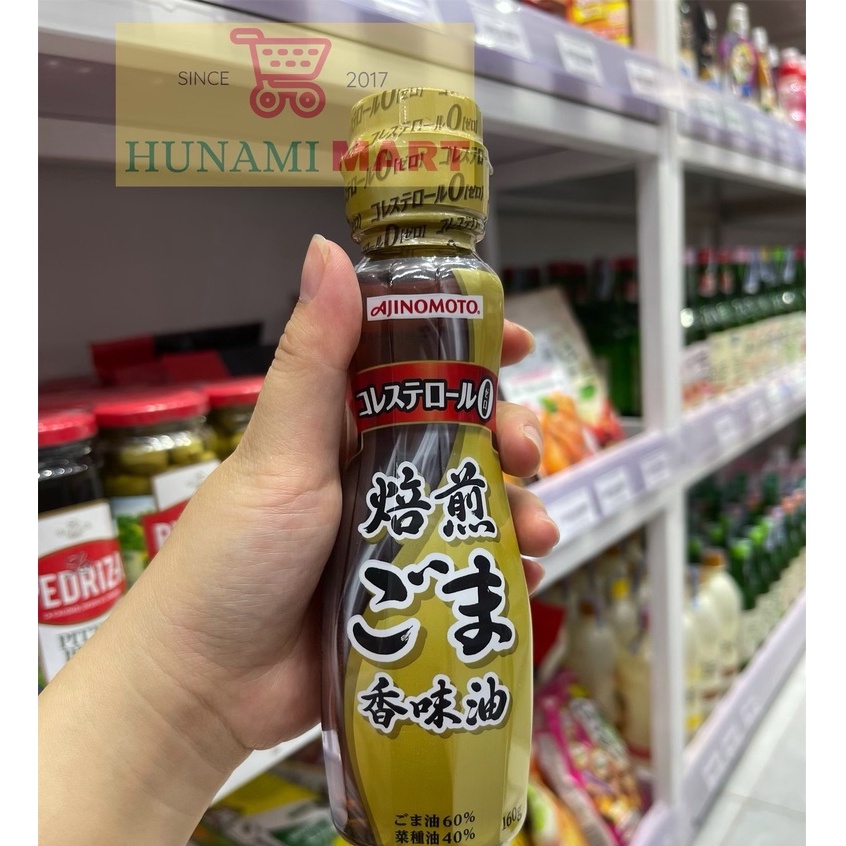 SINCE 2017
HUNAMI MART
コレステロール0[ゼロ]
AJINOMOTO®
コレステロール0ゼロ
焙煎
ごま
香味油
ごま油60%
菜種油40%
160g